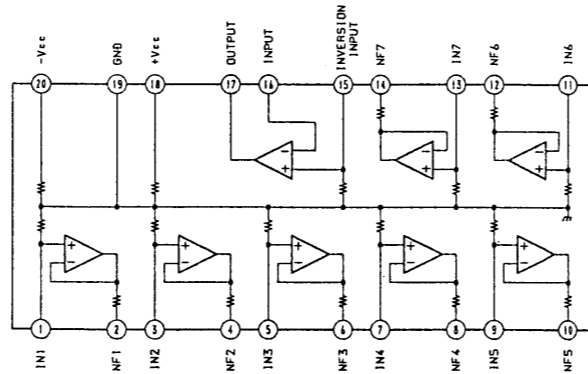 -Vcc GND +Vcc OUTPUT INPUT INVERSION INPUT NF7 IN7 NF6 IN6
20 19 18 17 16 15 14 13 12 11
- + - + - +
+ - + - + - + - + -
1 2 3 4 5 6 7 8 9 10
IN1 NF1 IN2 NF2 IN3 NF3 IN4 NF4 IN5 NF5